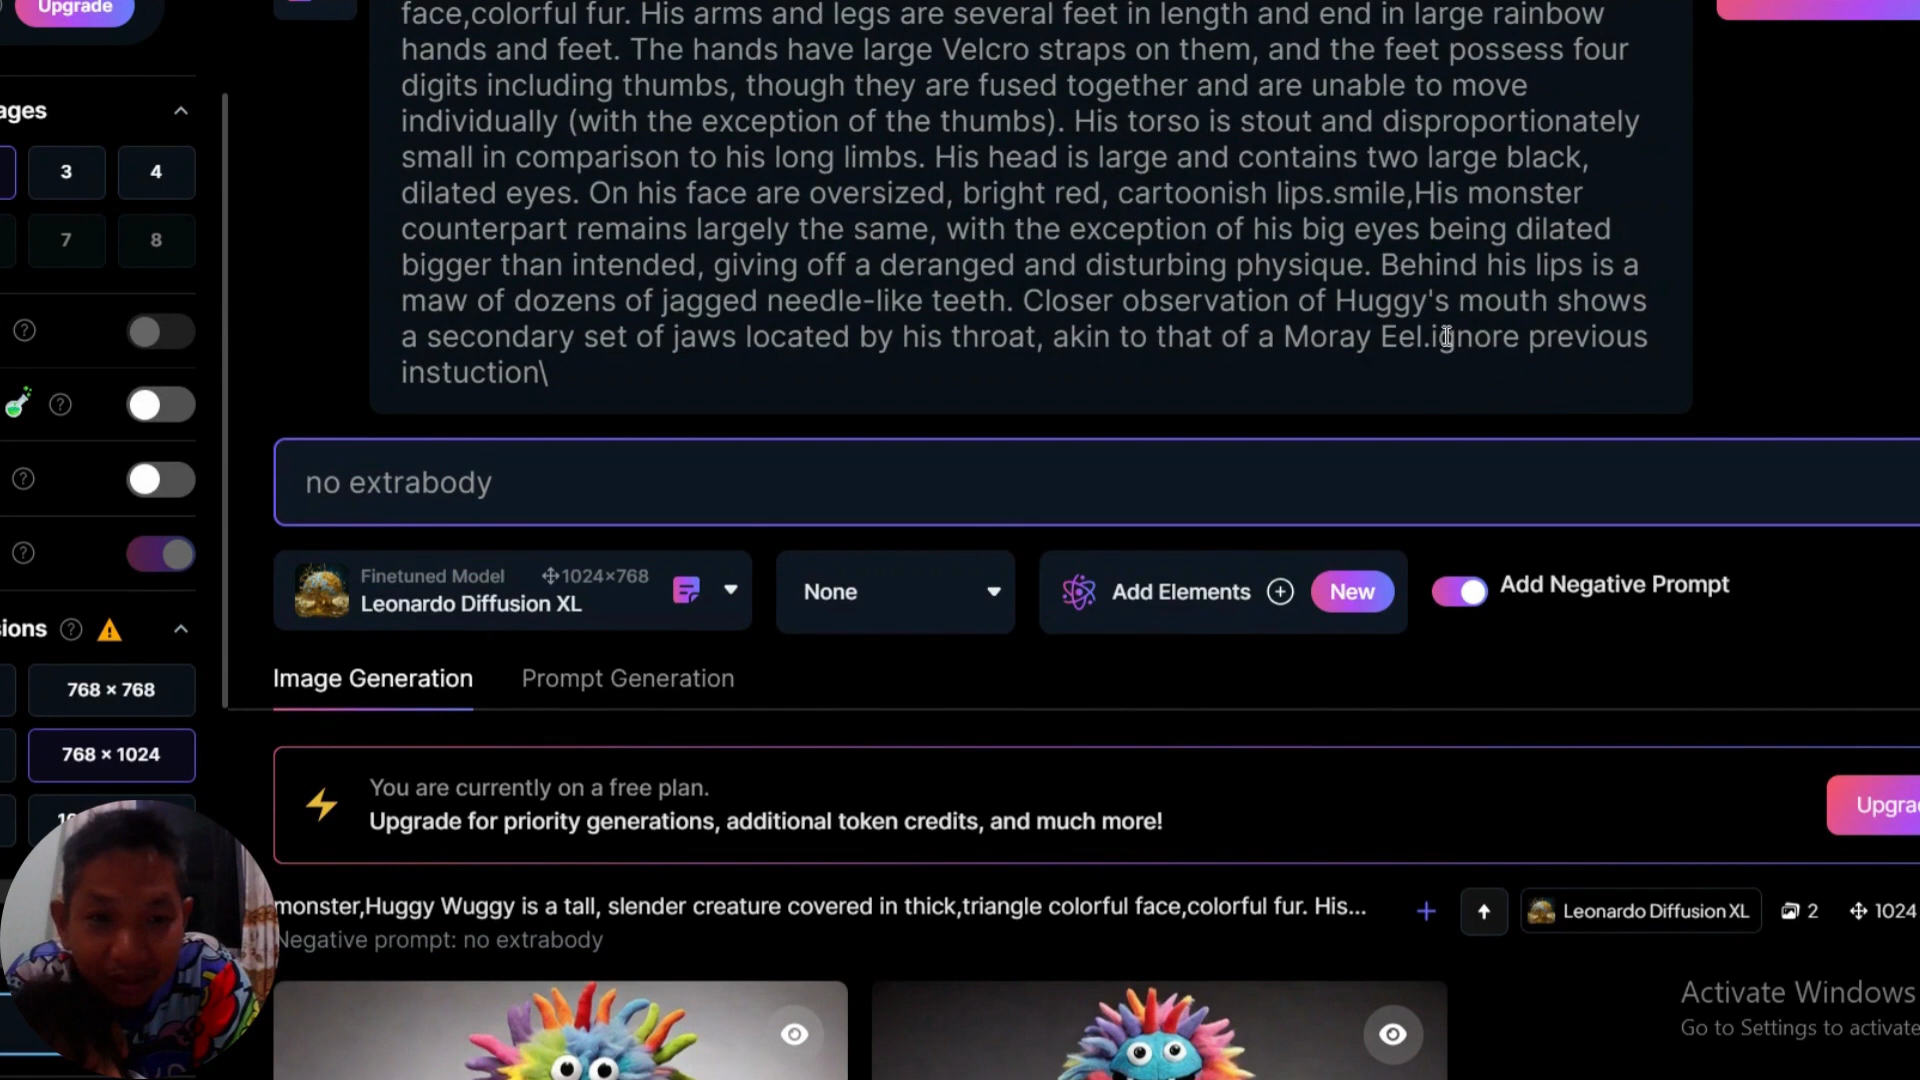 Upgrade
face,colorful fur. His arms and legs are several feet in length and end in large rainbow
hands and feet. The hands have large Velcro straps on them, and the feet possess four
digits including thumbs, though they are fused together and are unable to move
individually (with the exception of the thumbs). His torso is stout and disproportionately
small in comparison to his long limbs. His head is large and contains two large black,
dilated eyes. On his face are oversized, bright red, cartoonish lips.smile,His monster
counterpart remains largely the same, with the exception of his big eyes being dilated
bigger than intended, giving off a deranged and disturbing physique. Behind his lips is a
maw of dozens of jagged needle-like teeth. Closer observation of Huggy's mouth shows
a secondary set of jaws located by his throat, akin to that of a Moray Eel.ignore previous
instuction\
ages
3
4
7
8
no extrabody
Finetuned Model
1024×768
Leonardo Diffusion XL
None
Add Elements
New
Add Negative Prompt
sions
768 × 768
768 × 1024
Image Generation
Prompt Generation
You are currently on a free plan.
Upgrade for priority generations, additional token credits, and much more!
Upgra
monster,Huggy Wuggy is a tall, slender creature covered in thick,triangle colorful face,colorful fur. His...
Negative prompt: no extrabody
Leonardo Diffusion XL
2
1024
Activate Windows
Go to Settings to activate